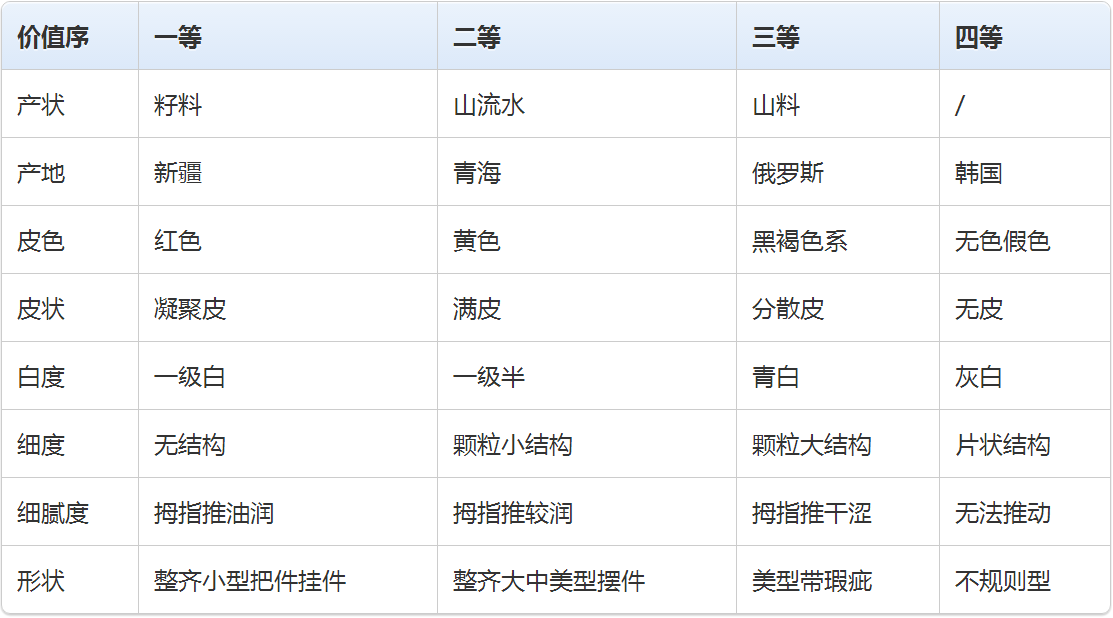 价值序 一等 二等 三等 四等
产状 籽料 山流水 山料 /
产地 新疆 青海 俄罗斯 韩国
皮色 红色 黄色 黑褐色系 无色假色
皮状 凝聚皮 满皮 分散皮 无皮
白度 一级白 一级半 青白 灰白
细度 无结构 颗粒小结构 颗粒大结构 片状结构
细腻度 拇指推油润 拇指推较润 拇指推干涩 无法推动
形状 整齐小型把件挂件 整齐大中美型摆件 美型带瑕疵 不规则型